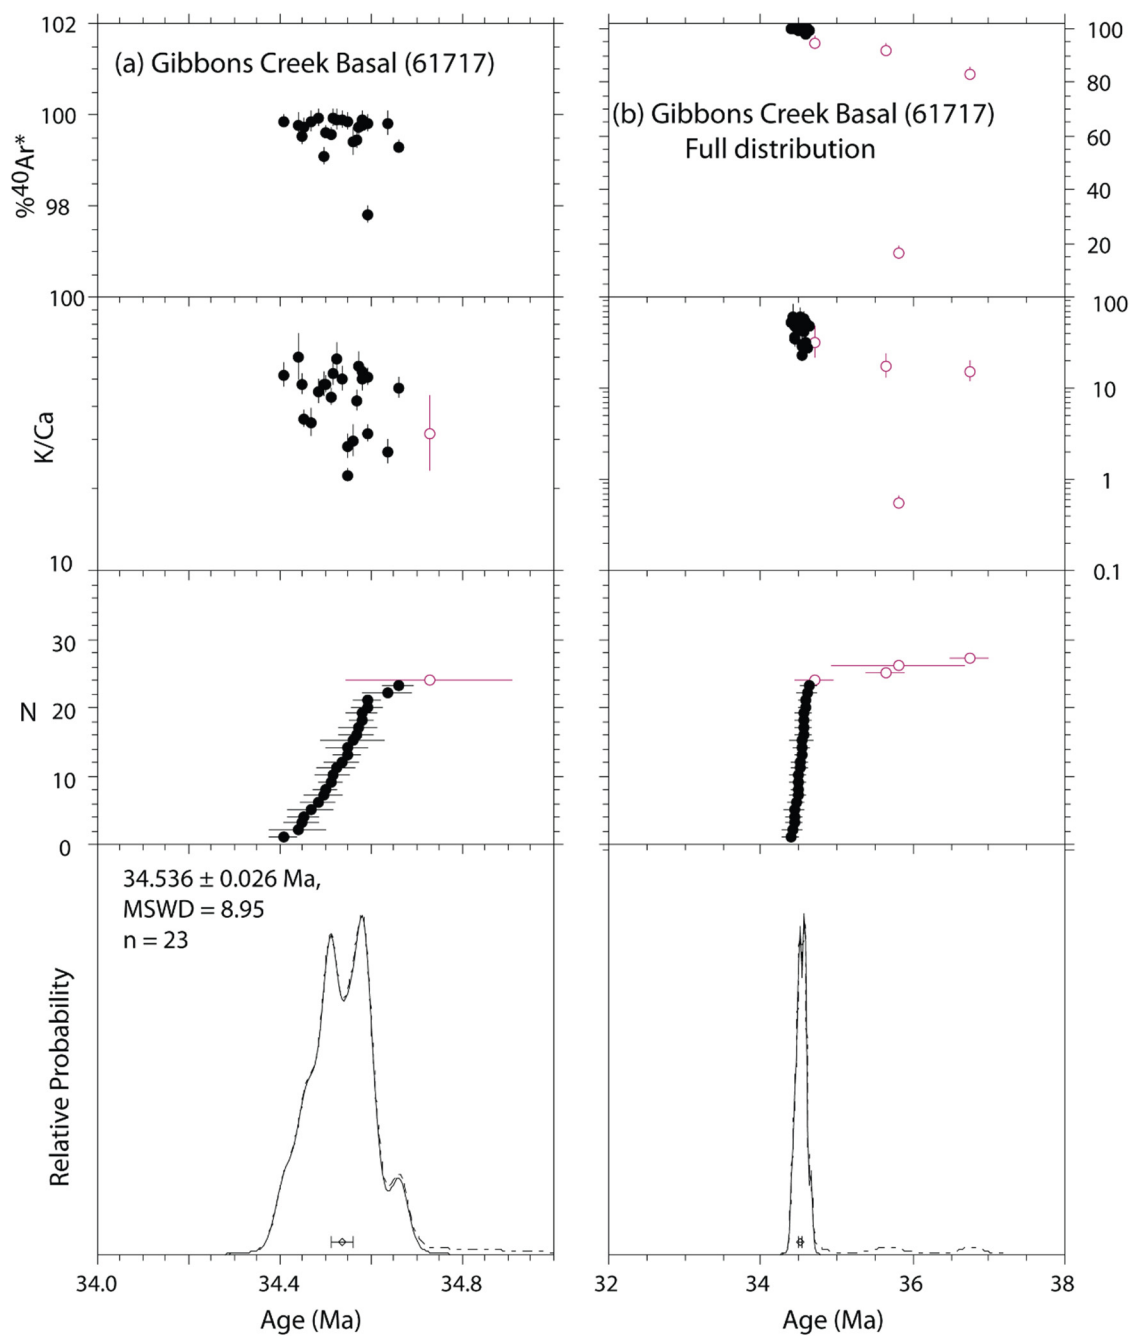 102
(a) Gibbons Creek Basal (61717)
100
98
%40Ar*
100
K/Ca
10
30
N
20
10
0
34.536 ± 0.026 Ma,
MSWD = 8.95
n = 23
Relative Probability
34.0
34.4
34.8
Age (Ma)
100
80
(b) Gibbons Creek Basal (61717)
Full distribution
60
40
20
100
10
1
0.1
32
34
36
38
Age (Ma)